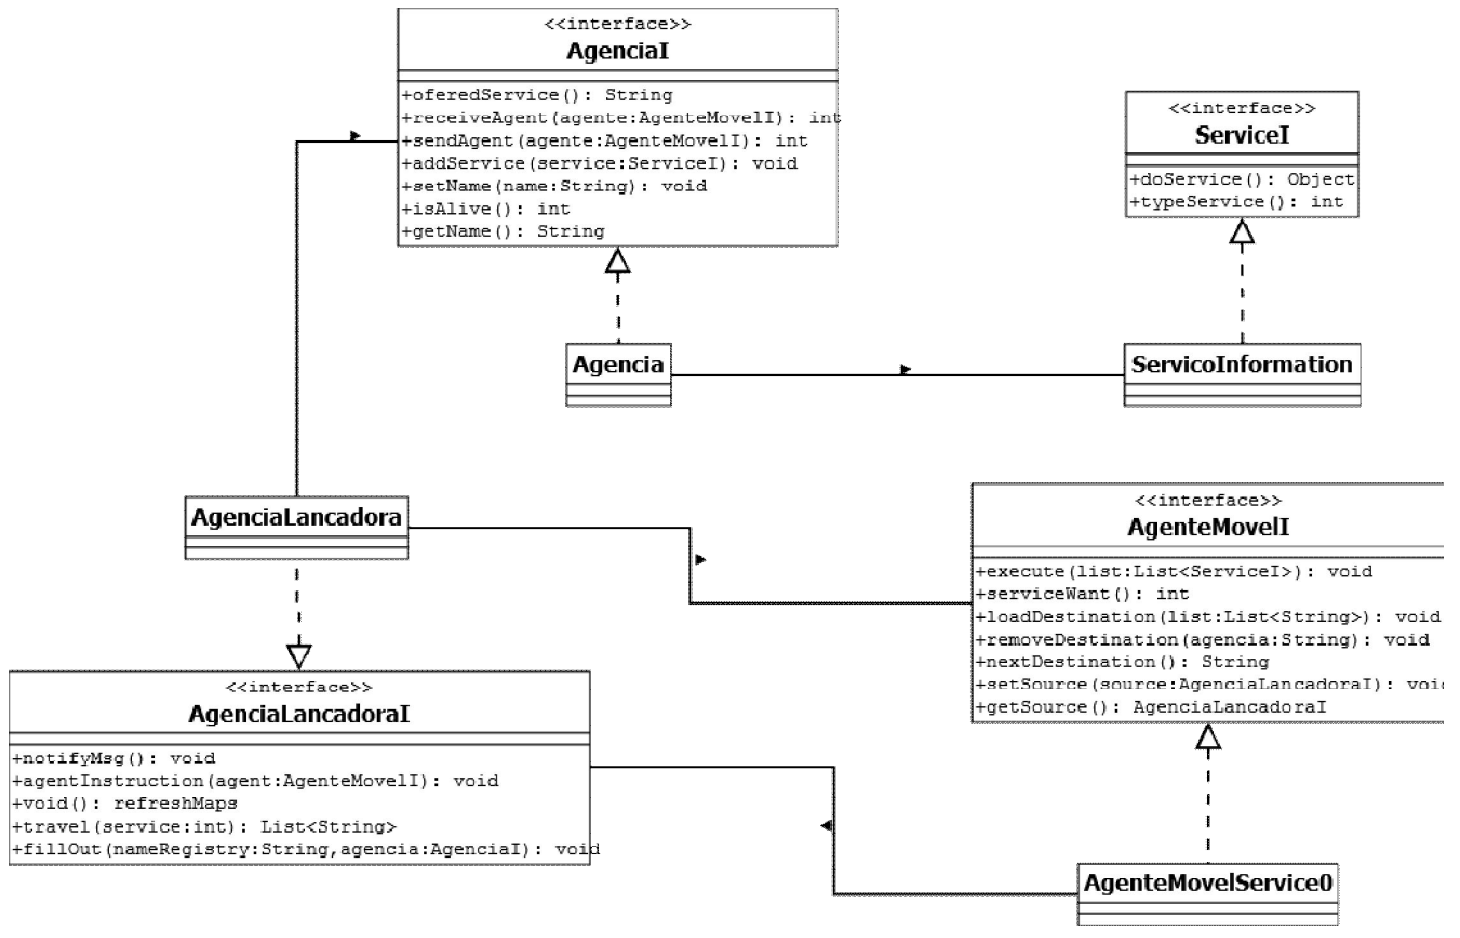 <<interface>>
AgenciaI
+oferedService(): String
+receiveAgent(agente:AgenteMovelI): int
+sendAgent(agente:AgenteMovelI): int
+addService(service:ServiceI): void
+setName(name:String): void
+isAlive(): int
+getName(): String
<<interface>>
ServiceI
+doService(): Object
+typeService(): int
Agencia
ServicoInformation
AgenciaLancadora
<<interface>>
AgenteMovelI
+execute(list:List<ServiceI>): void
+serviceWant(): int
+loadDestination(list:List<String>): void
+removeDestination(agencia:String): void
+nextDestination(): String
+setSource(source:AgenciaLancadoraI): void
+getSource(): AgenciaLancadoraI
<<interface>>
AgenciaLancadoraI
+notifyMsg(): void
+agentInstruction(agent:AgenteMovelI): void
+void(): refreshMaps
+travel(service:int): List<String>
+fillOut(nameRegistry:String,agencia:AgenciaI): void
AgenteMovelService0